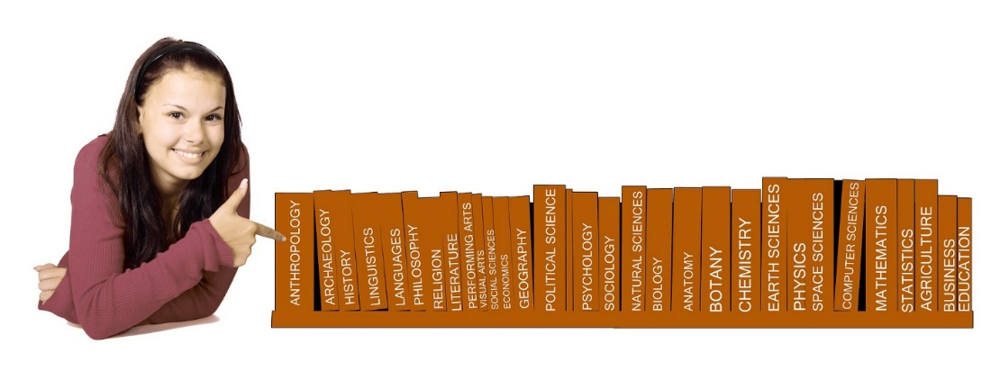 ANTHROPOLOGY
ARCHAEOLOGY
HISTORY
LINGUISTICS
LANGUAGES
PHILOSOPHY
RELIGION
LITERATURE
PERFORMING ARTS
VISUAL ARTS
SOCIAL SCIENCES
ECONOMICS
GEOGRAPHY
POLITICAL SCIENCE
PSYCHOLOGY
SOCIOLOGY
NATURAL SCIENCES
BIOLOGY
ANATOMY
BOTANY
CHEMISTRY
EARTH SCIENCES
PHYSICS
SPACE SCIENCES
COMPUTER SCIENCES
MATHEMATICS
STATISTICS
AGRICULTURE
BUSINESS
EDUCATION